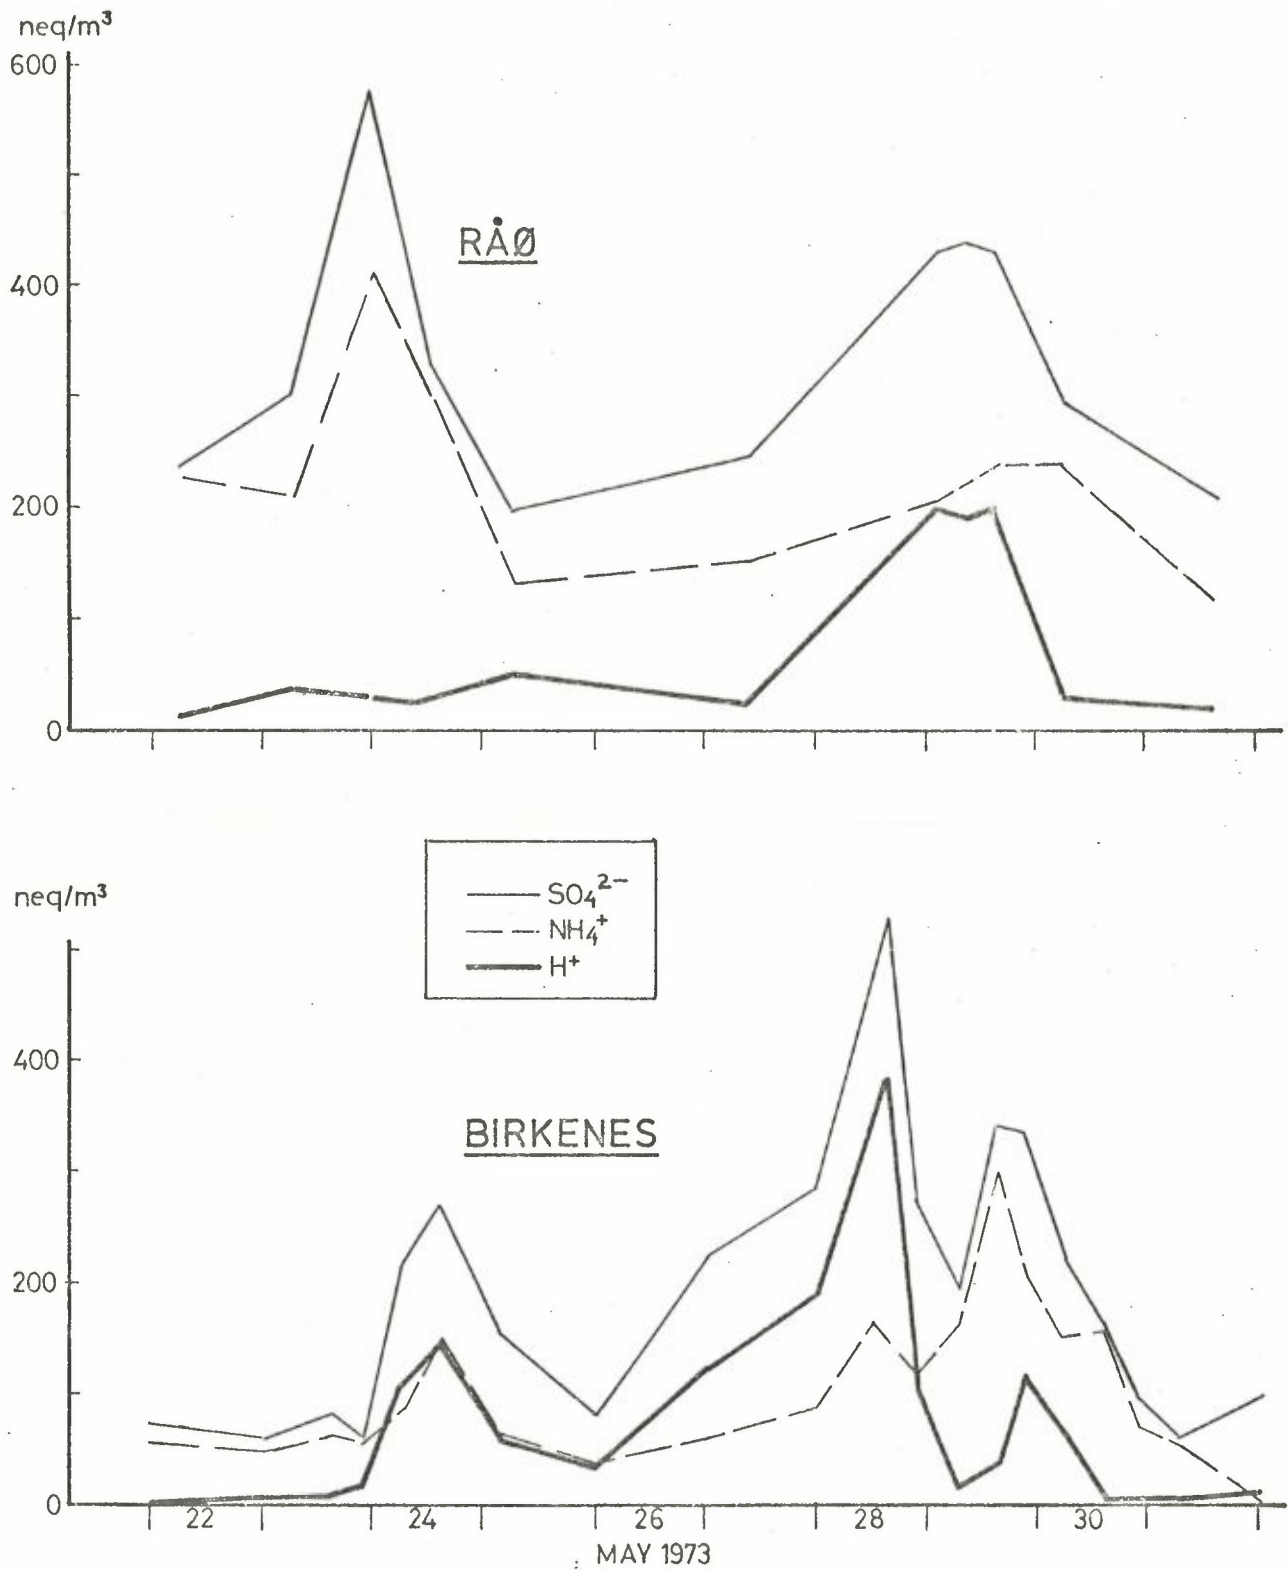 neq/m³
600
RÅØ
400
200
0
SO₄²⁻
NH₄⁺
H⁺
neq/m³
400
BIRKENES
200
0
22 24 26 28 30
MAY 1973